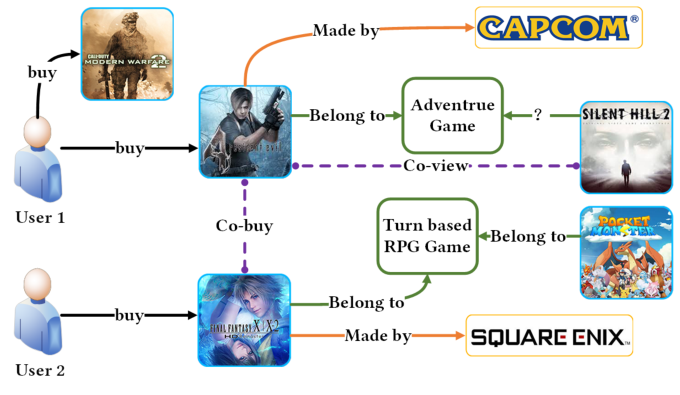 Made by
CAPCOM
CALL OF DUTY
MODERN WARFARE
2
buy
User 1
buy
4
Belong to
Adventrue
Game
?
SILENT HILL 2
Co-view
Co-buy
Turn based
RPG Game
Belong to
POCKET
MONSTER
User 2
buy
FINAL FANTASY X/X-2
HD Remaster
Belong to
Made by
SQUARE ENIX